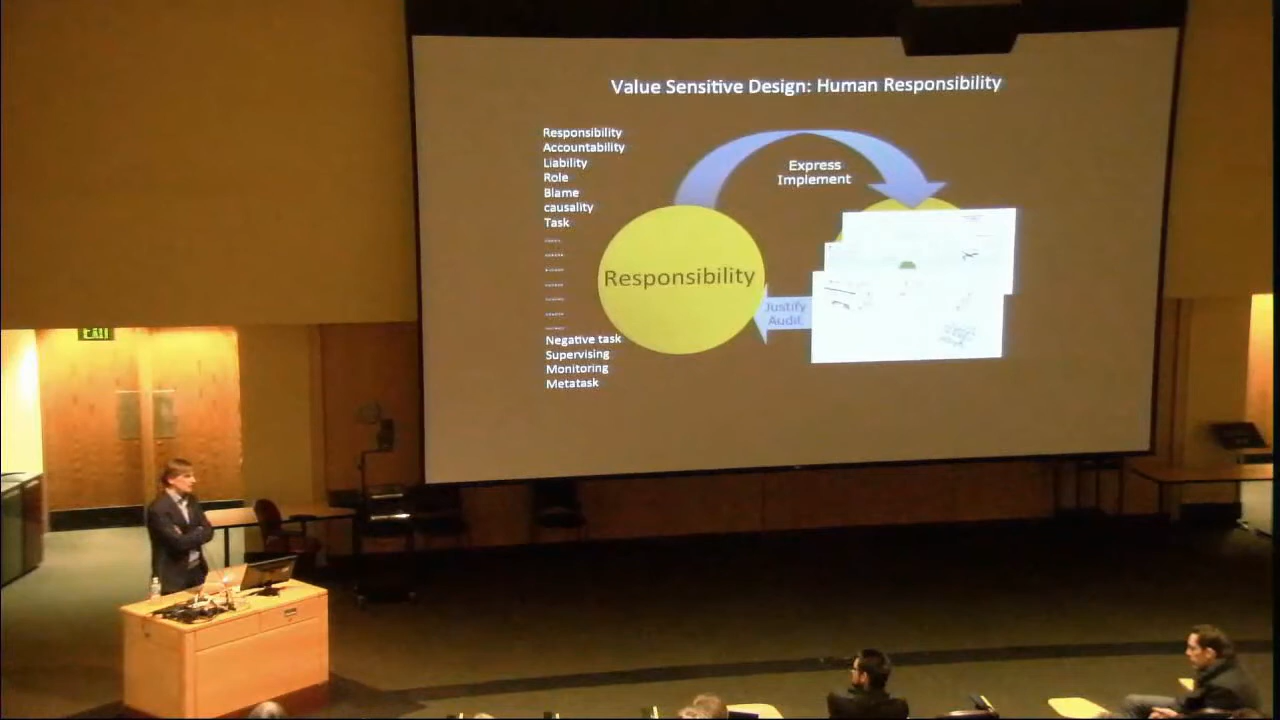 EXIT
Value Sensitive Design: Human Responsibility
Responsibility
Accountability
Liability
Role
Blame
causality
Task
Negative task
Supervising
Monitoring
Metatask
Express
Implement
Responsibility
Justify
Audit